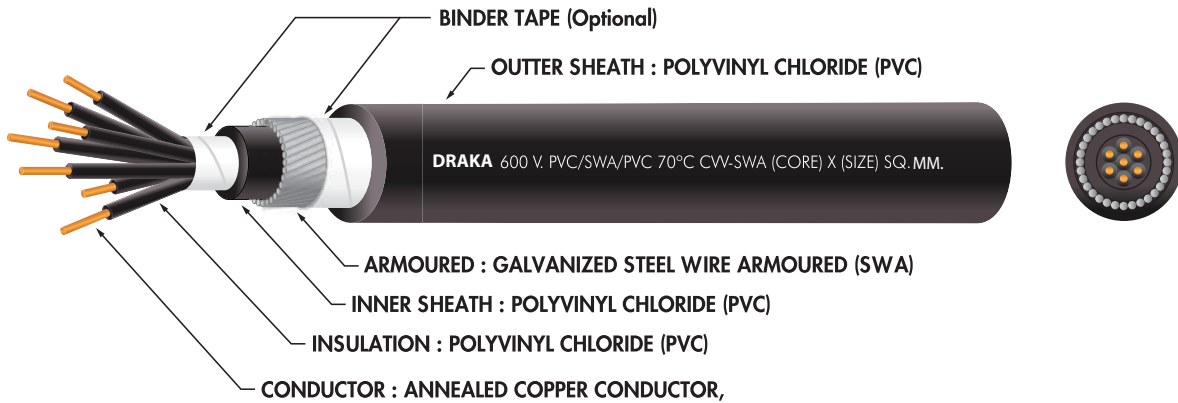 BINDER TAPE (Optional)
OUTTER SHEATH : POLYVINYL CHLORIDE (PVC)
DRAKA 600 V. PVC/SWA/PVC 70ºC CVV-SWA (CORE) X (SIZE) SQ. MM.
ARMOURED : GALVANIZED STEEL WIRE ARMOURED (SWA)
INNER SHEATH : POLYVINYL CHLORIDE (PVC)
INSULATION : POLYVINYL CHLORIDE (PVC)
CONDUCTOR : ANNEALED COPPER CONDUCTOR,